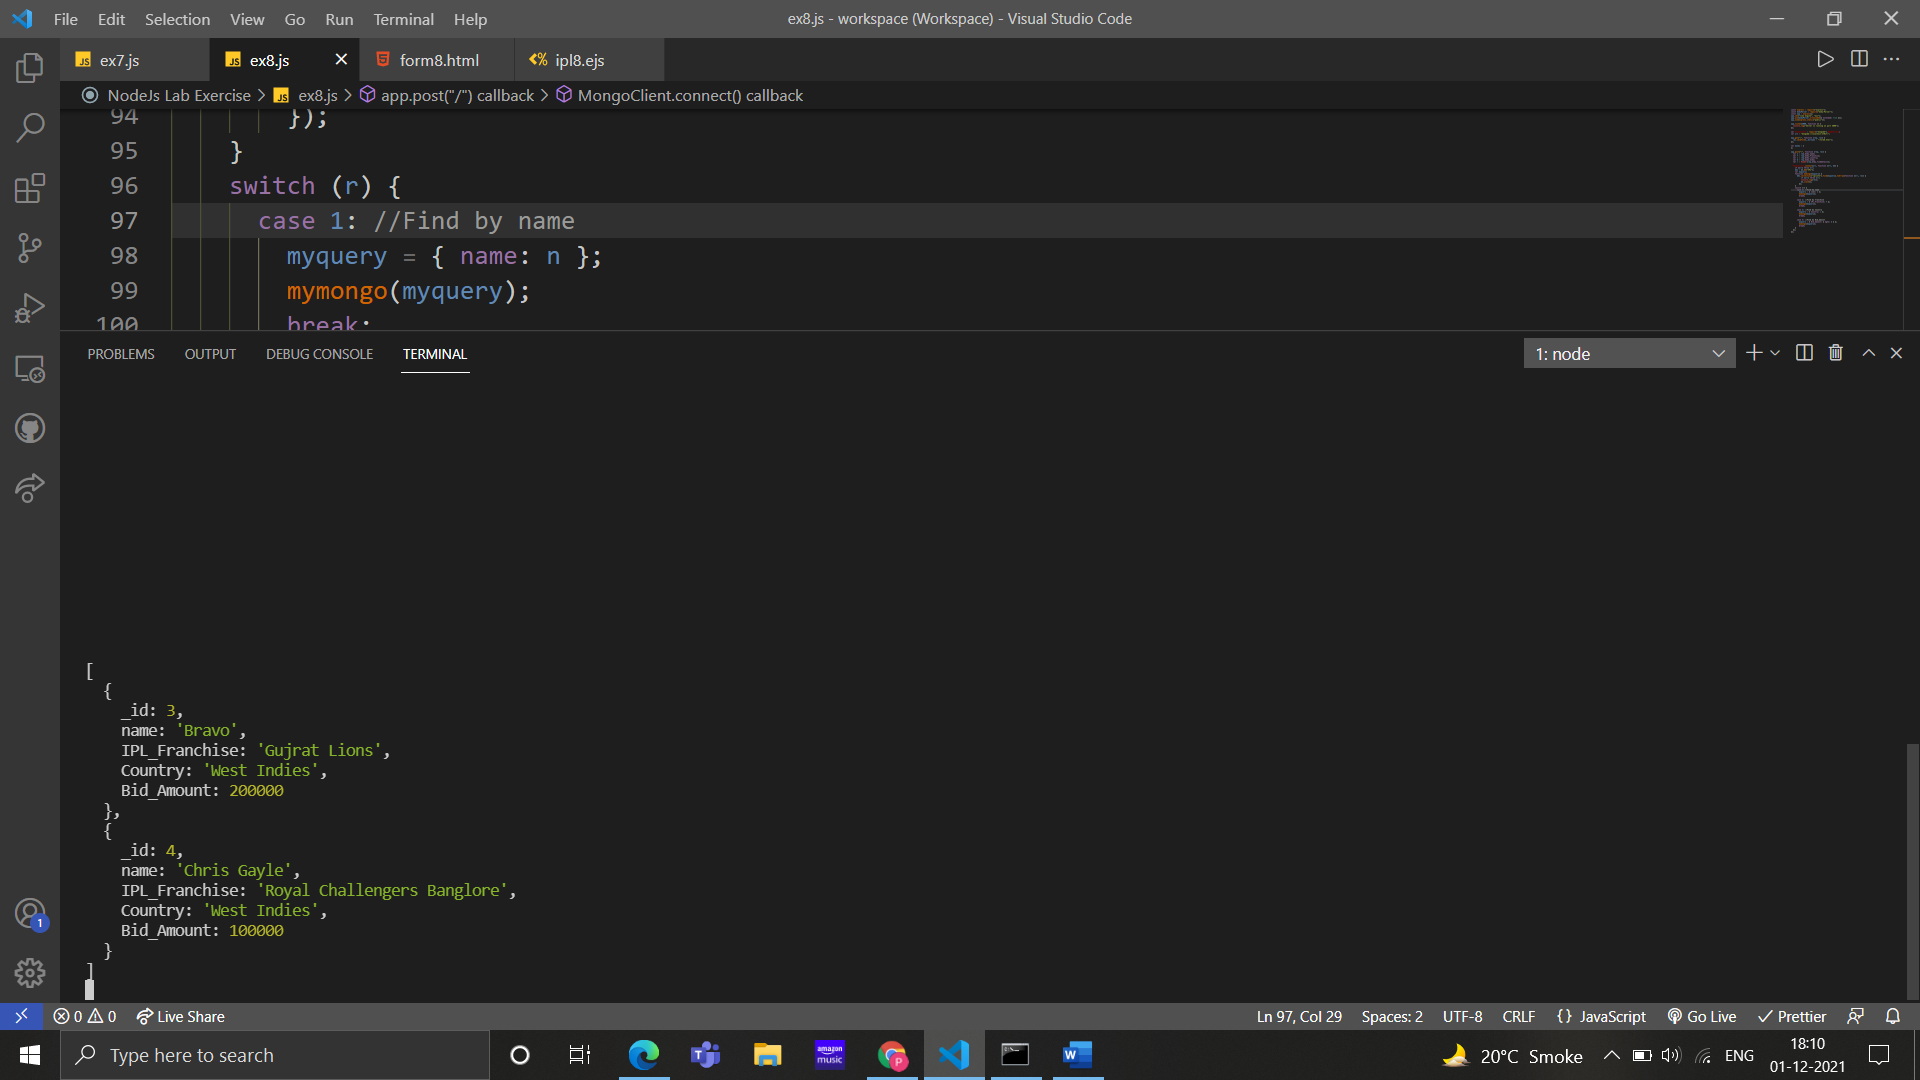 File Edit Selection View Go Run Terminal Help
ex8.js - workspace (Workspace) - Visual Studio Code
JS ex7.js
JS ex8.js
form8.html
<% ipl8.ejs
NodeJs Lab Exercise > JS ex8.js > app.post("/") callback > MongoClient.connect() callback
94 });
95 }
96 switch (r) {
97 case 1: //Find by name
98 myquery = { name: n };
99 mymongo(myquery);
100 break;
PROBLEMS OUTPUT DEBUG CONSOLE TERMINAL
1: node
[
{
_id: 3,
name: 'Bravo',
IPL_Franchise: 'Gujrat Lions',
Country: 'West Indies',
Bid_Amount: 200000
},
{
_id: 4,
name: 'Chris Gayle',
IPL_Franchise: 'Royal Challengers Banglore',
Country: 'West Indies',
Bid_Amount: 100000
}
]
1
0 0 Live Share
Ln 97, Col 29 Spaces: 2 UTF-8 CRLF {} JavaScript Go Live Prettier
Type here to search
amazon music
P
W
20°C Smoke
ENG
18:10
01-12-2021